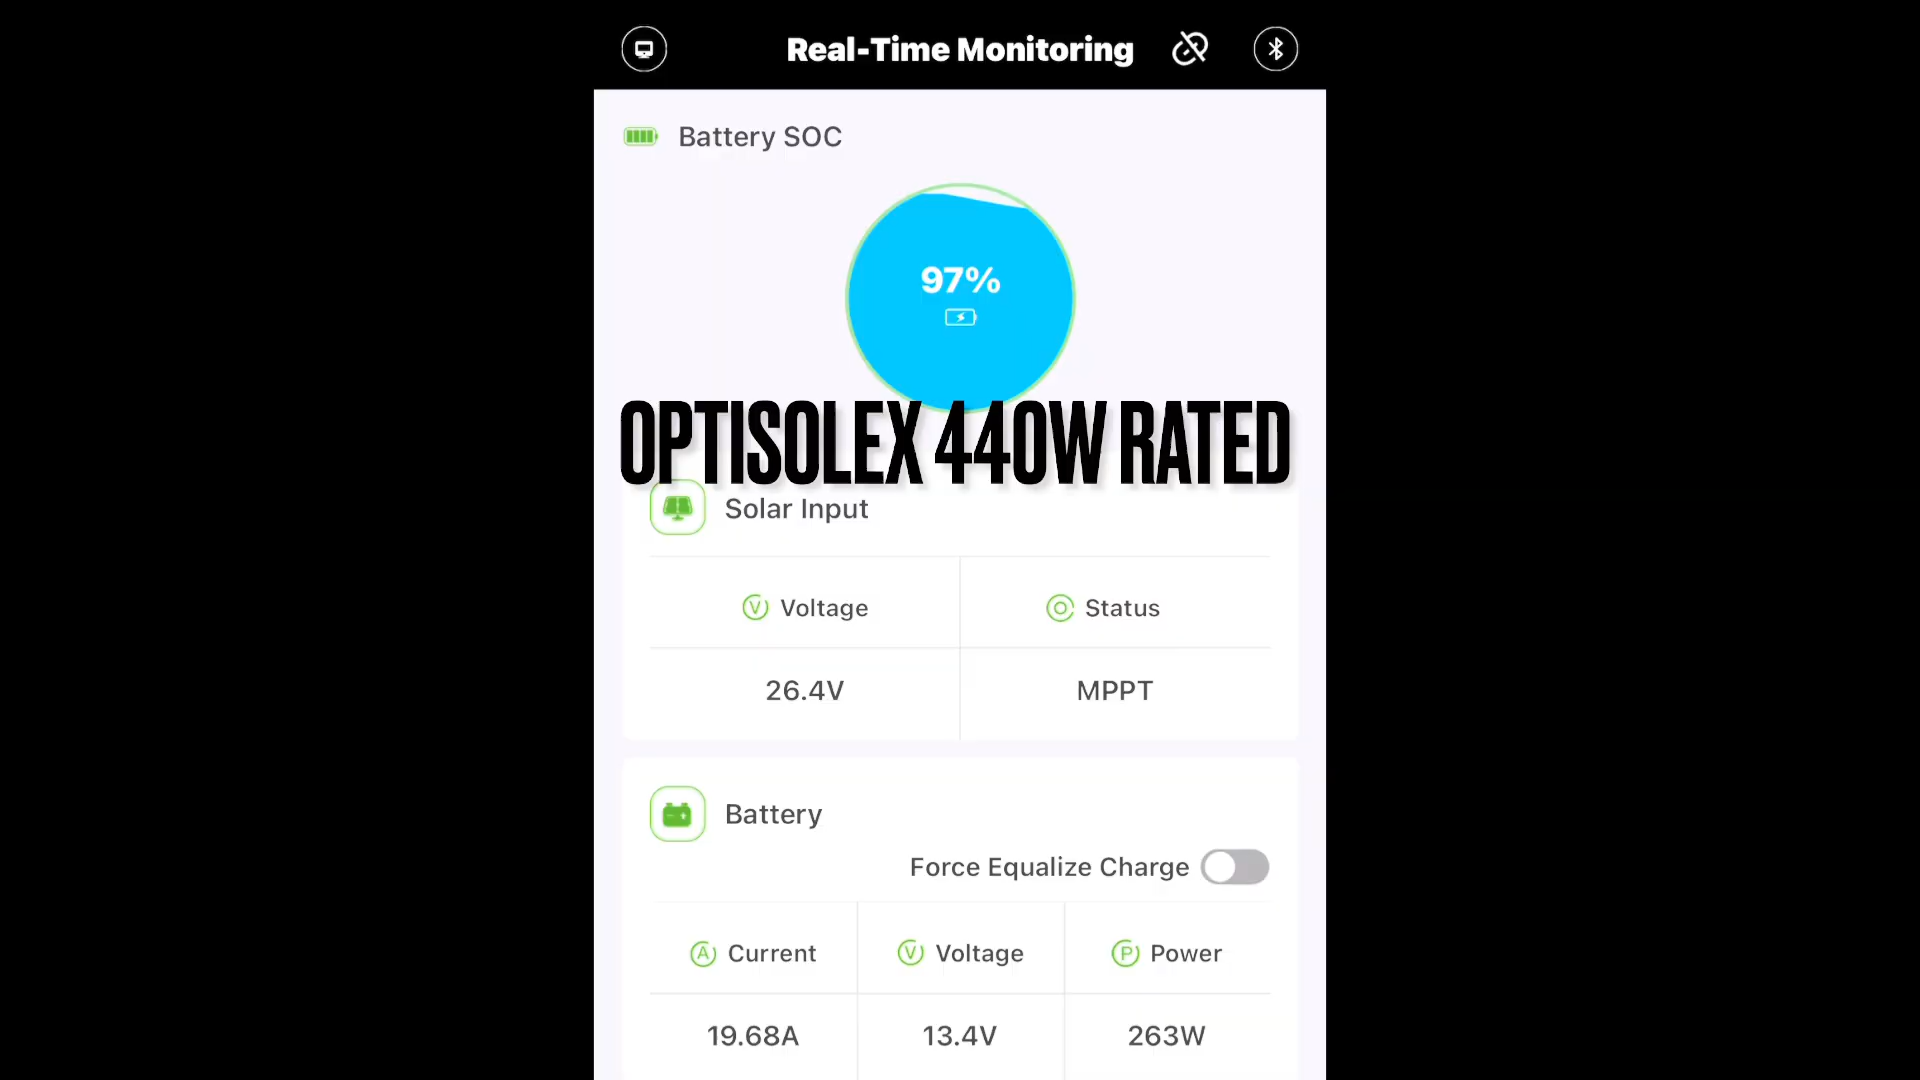 Real-Time Monitoring
Battery SOC
97%
OPTISOLEX 440W RATED
Solar Input
V Voltage
Status
26.4V
MPPT
Battery
Force Equalize Charge
A Current
V Voltage
P Power
19.68A
13.4V
263W